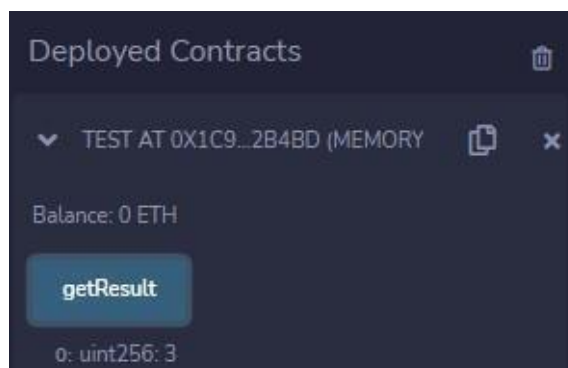 Deployed Contracts
TEST AT 0X1C9...2B4BD (MEMORY
Balance: 0 ETH
getResult
0: uint256: 3